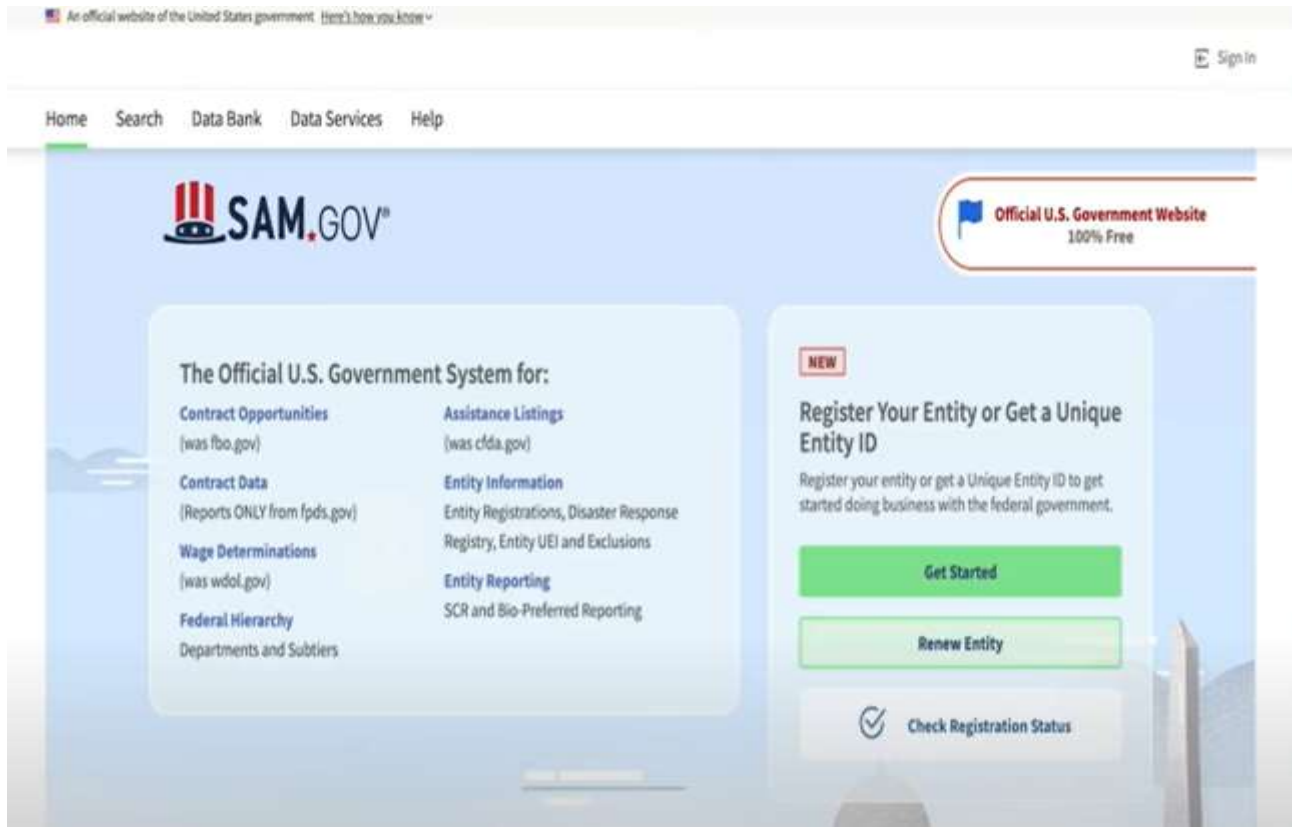 An official website of the United States government Here's how you know
Sign In
Home Search Data Bank Data Services Help
SAM.GOV®
Official U.S. Government Website
100% Free
The Official U.S. Government System for:
Contract Opportunities
(was fbo.gov)
Contract Data
(Reports ONLY from fpds.gov)
Wage Determinations
(was wdol.gov)
Federal Hierarchy
Departments and Subtiers
Assistance Listings
(was cfda.gov)
Entity Information
Entity Registrations, Disaster Response
Registry, Entity UEI and Exclusions
Entity Reporting
SCR and Bio-Preferred Reporting
NEW
Register Your Entity or Get a Unique
Entity ID
Register your entity or get a Unique Entity ID to get
started doing business with the federal government.
Get Started
Renew Entity
Check Registration Status